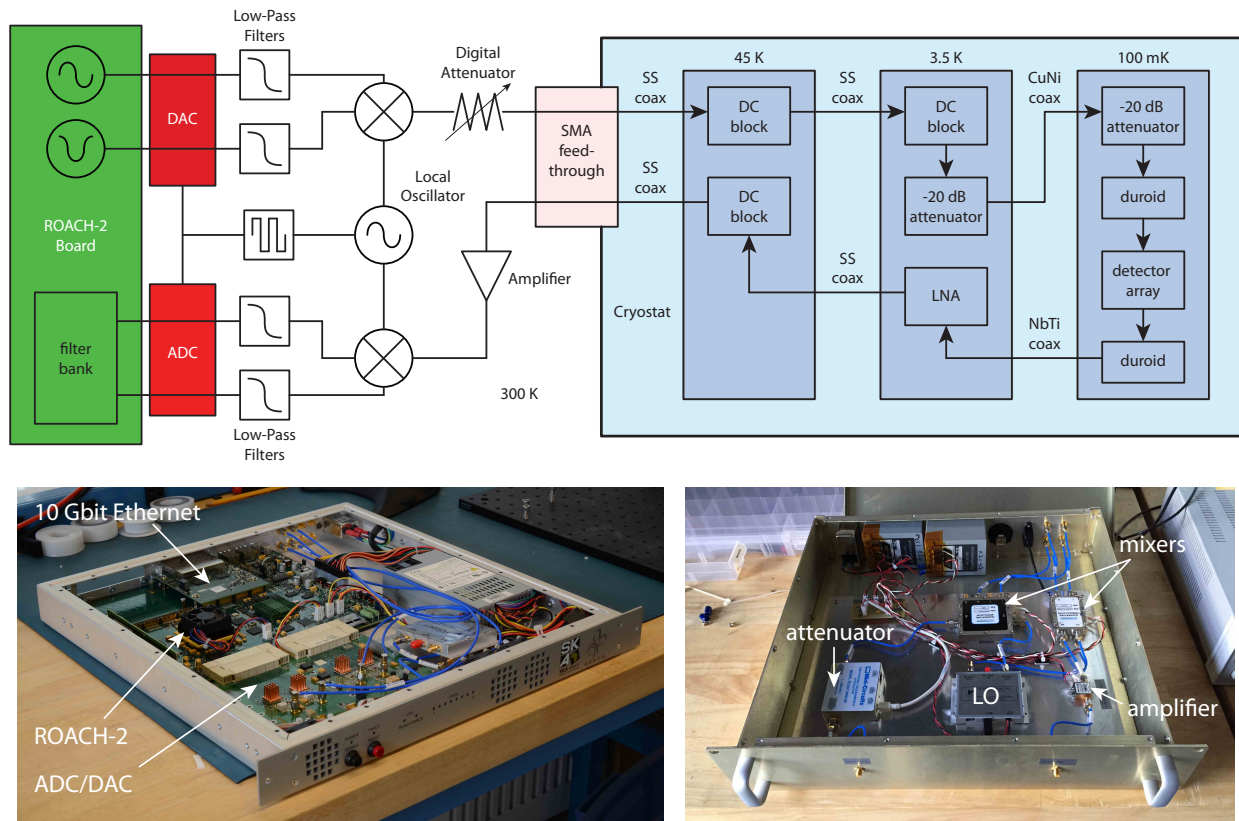 Low-Pass
Filters
Digital
Attenuator
45 K
3.5 K
100 mK
SS
coax
SS
coax
CuNi
coax
DAC
SMA
feed-
through
DC
block
DC
block
-20 dB
attenuator
SS
coax
DC
block
-20 dB
attenuator
duroid
ROACH-2
Board
Local
Oscillator
Amplifier
SS
coax
LNA
detector
array
Cryostat
NbTi
coax
filter
bank
ADC
duroid
300 K
Low-Pass
Filters
10 Gbit Ethernet
ROACH-2
ADC/DAC
mixers
attenuator
LO
amplifier
SKA
Mini-Circuits